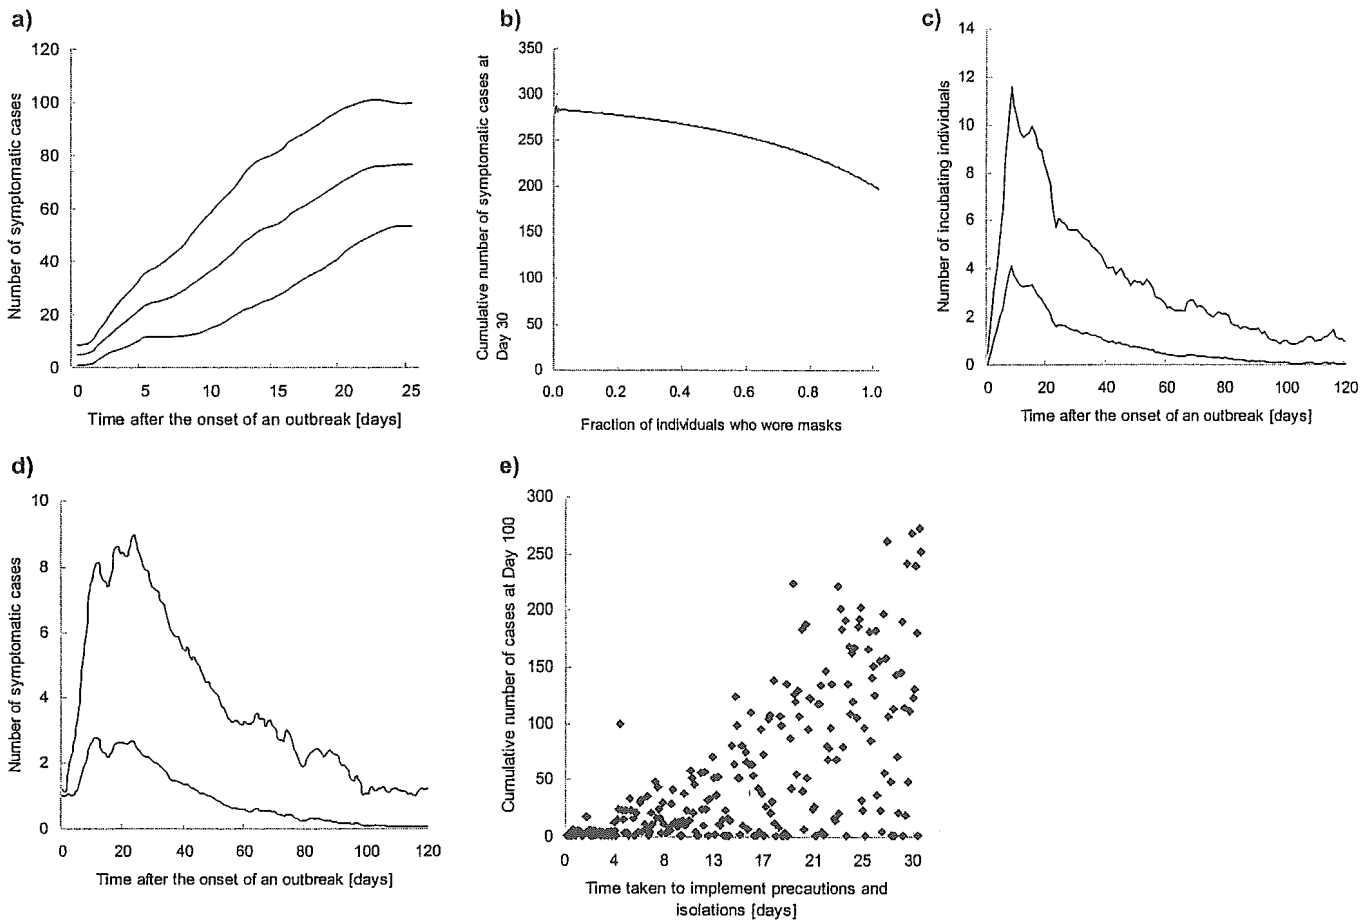 a)
120
100
80
60
40
20
0
Number of symptomatic cases
0 5 10 15 20 25
Time after the onset of an outbreak [days]
b)
350
300
250
200
150
100
50
0
Cumulative number of symptomatic cases at
Day 30
0.0 0.2 0.4 0.6 0.8 1.0
Fraction of individuals who wore masks
c)
14
12
10
8
6
4
2
0
Number of incubating individuals
0 20 40 60 80 100 120
Time after the onset of an outbreak [days]
d)
10
8
6
4
2
0
Number of symptomatic cases
0 20 40 60 80 100 120
Time after the onset of an outbreak [days]
e)
300
250
200
150
100
50
0
Cumulative number of cases at Day 100
0 4 8 13 17 21 25 30
Time taken to implement precautions and
isolations [days]